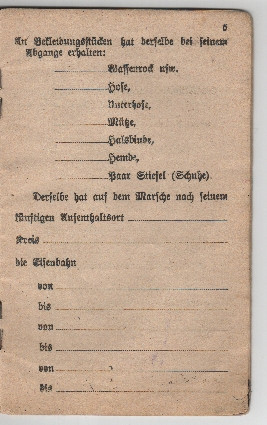 5
An Bekleidungsstücken hat derselbe bei seinem
Abgange erhalten:
Waffenrock usw.
Hose,
Unterhose,
Mütze,
Halsbinde,
Hemde,
Paar Stiefel (Schuhe).
Derselbe hat auf dem Marsche nach seinem
künftigen Aufenthaltsort
Kreis
die Eisenbahn
von
bis
von
bis
von
bis